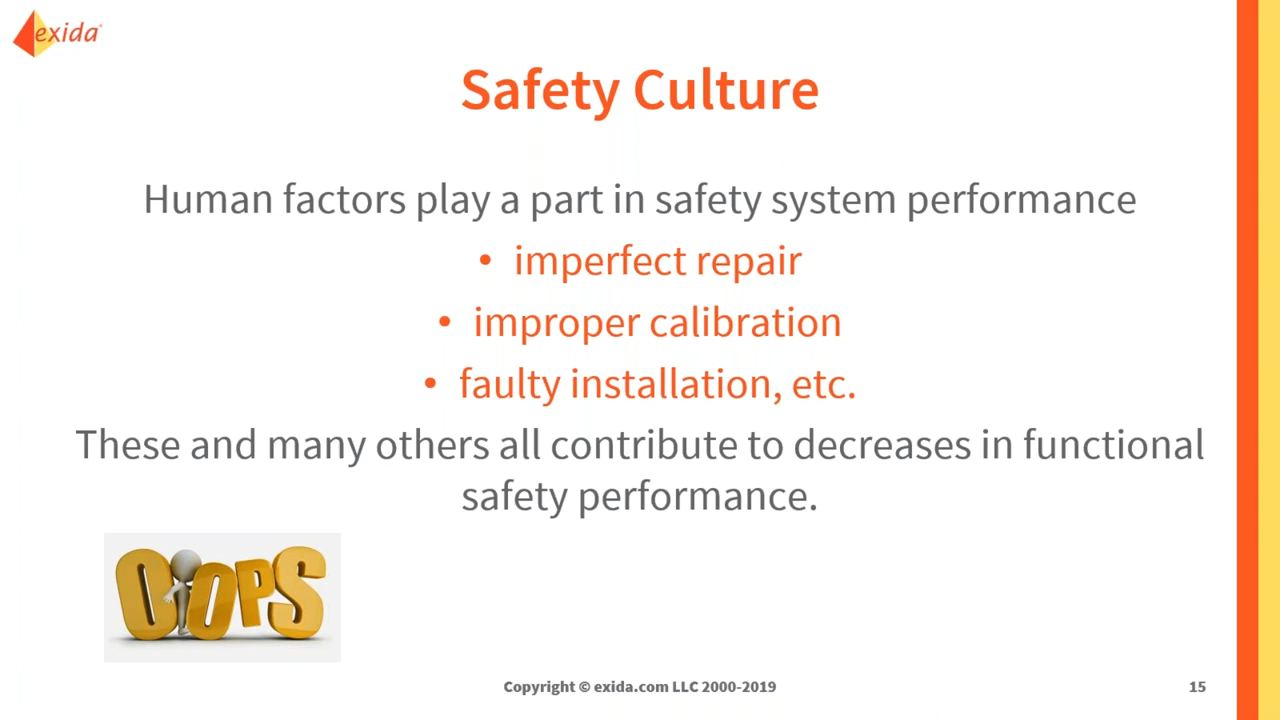 exida
Safety Culture
Human factors play a part in safety system performance
• imperfect repair
• improper calibration
• faulty installation, etc.
These and many others all contribute to decreases in functional
safety performance.
OOPS
Copyright © exida.com LLC 2000-2019
15